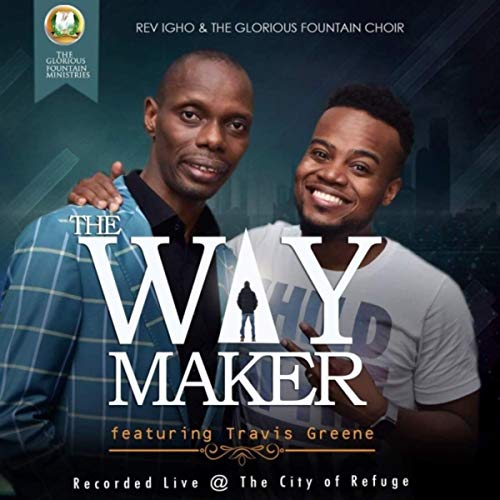 REV IGHO & THE GLORIOUS FOUNTAIN CHOIR
THE
GLORIOUS
FOUNTAIN
MINISTRIES
THE
WAY
MAKER
featuring Travis Greene
Recorded Live @ The City of Refuge